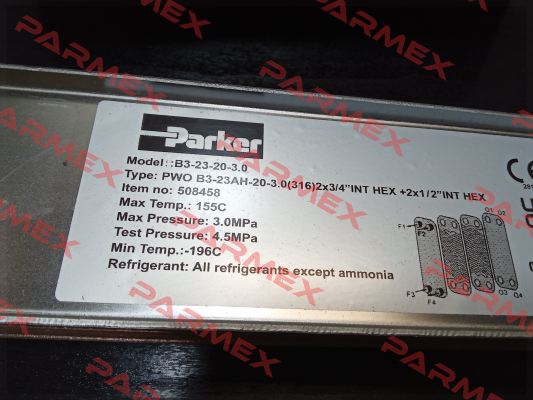 PARMEX
Parker
Model::B3-23-20-3.0
Type: PWO B3-23AH-20-3.0(316)2x3/4"INT HEX +2x1/2"INT HEX
Item no: 508458
Max Temp.: 155C
Max Pressure: 3.0MPa
Test Pressure: 4.5MPa
Min Temp.:-196C
Refrigerant: All refrigerants except ammonia
CE
Q1 Q2
F1
F2
F3
F4
Q3 Q4